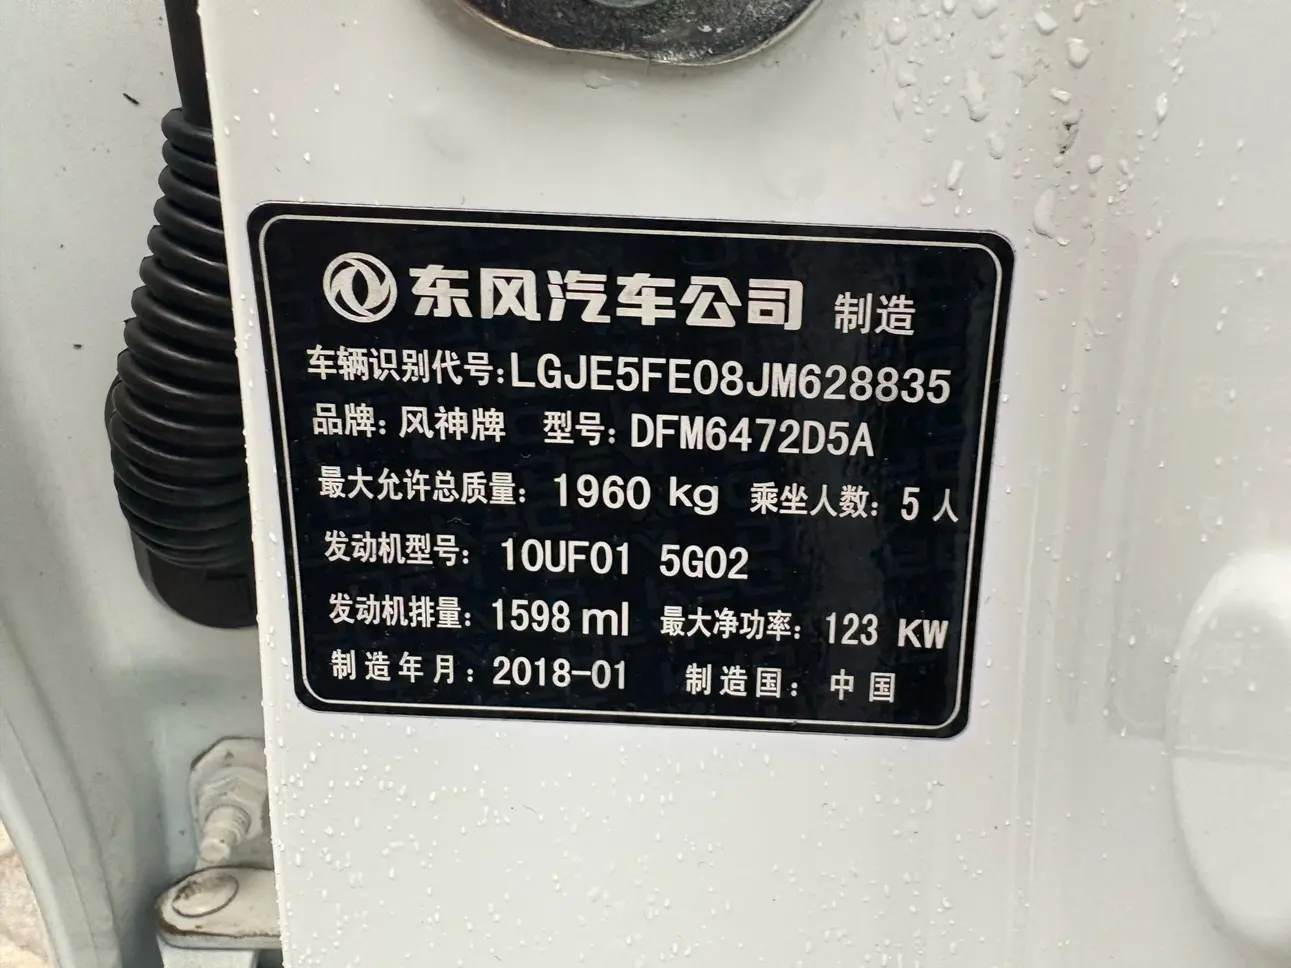 东风汽车公司 制造
车辆识别代号:LGJE5FE08JM628835
品牌: 风神牌 型号: DFM6472D5A
最大允许总质量: 1960 kg 乘坐人数: 5 人
发动机型号: 10UF01 5G02
发动机排量: 1598 ml 最大净功率: 123 KW
制造年月: 2018-01 制造国: 中国